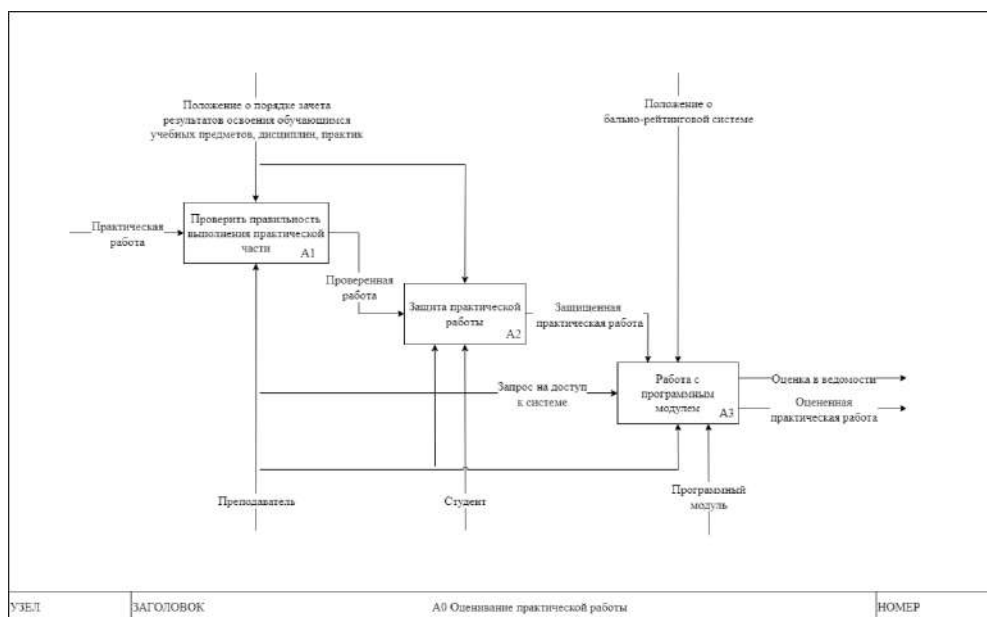 Положение о порядке зачета
результатов освоения обучающимся
учебных предметов, дисциплин, практик
Положение о
бально-рейтинговой системе
Практическая
работа
Проверить правильность
выполнения практической
части
A1
Проверенная
работа
Защита практической
работы
A2
Защищенная
практическая работа
Запрос на доступ
к системе
Работа с
программным
модулем
A3
Оценка в ведомости
Оцененная
практическая работа
Преподаватель
Студент
Программный
модуль
УЗЕЛ
ЗАГОЛОВОК
A0 Оценивание практической работы
НОМЕР